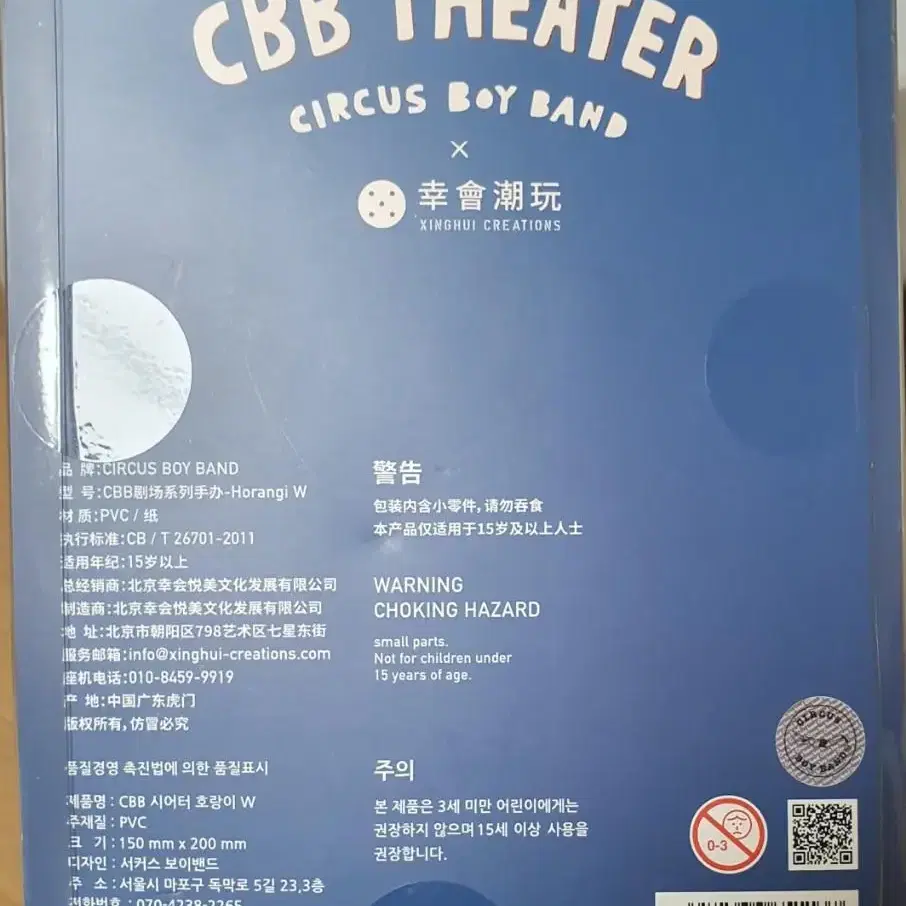 CBB THEATER
CIRCUS BOY BAND
×
幸會潮玩
XINGHUI CREATIONS
品 牌:CIRCUS BOY BAND
型 号:CBB剧场系列手办-Horangi W
材 质:PVC / 纸
执行标准:CB / T 26701-2011
适用年纪:15岁以上
总经销商:北京幸会悦美文化发展有限公司
制造商:北京幸会悦美文化发展有限公司
地 址:北京市朝阳区798艺术区七星东街
服务邮箱:info@xinghui-creations.com
座机电话:010-8459-9919
产 地:中国广东虎门
版权所有,仿冒必究
警告
包装内含小零件,请勿吞食
本产品仅适用于15岁及以上人士
WARNING
CHOKING HAZARD
small parts.
Not for children under
15 years of age.
품질경영 촉진법에 의한 품질표시
제품명 : CBB 시어터 호랑이 W
주재질 : PVC
크 기 : 150 mm x 200 mm
디자인 : 서커스 보이밴드
주 소 : 서울시 마포구 독막로 5길 23,3층
전화번호 : 070-4238-2265
주의
본 제품은 3세 미만 어린이에게는
권장하지 않으며 15세 이상 사용을
권장합니다.
0-3
CIRCUS
BOY BAND